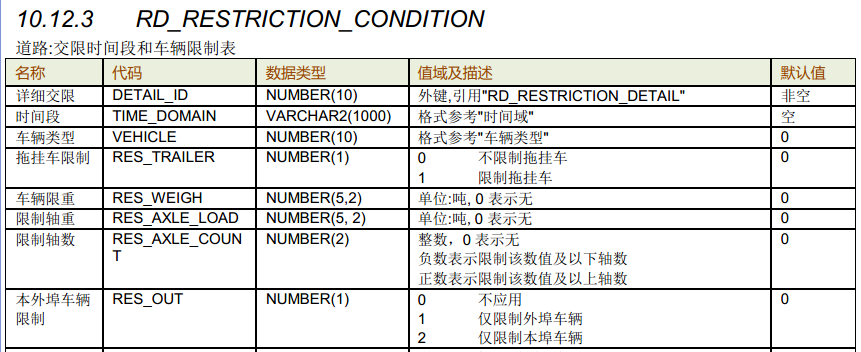 10.12.3 RD_RESTRICTION_CONDITION
道路:交限时间段和车辆限制表
名称 代码 数据类型 值域及描述 默认值
详细交限 DETAIL_ID NUMBER(10) 外键,引用"RD_RESTRICTION_DETAIL" 非空
时间段 TIME_DOMAIN VARCHAR2(1000) 格式参考"时间域" 空
车辆类型 VEHICLE NUMBER(10) 格式参考"车辆类型" 0
拖挂车限制 RES_TRAILER NUMBER(1) 0 不限制拖挂车 0
1 限制拖挂车
车辆限重 RES_WEIGH NUMBER(5,2) 单位:吨, 0 表示无 0
限制轴重 RES_AXLE_LOAD NUMBER(5, 2) 单位:吨, 0 表示无 0
限制轴数 RES_AXLE_COUN NUMBER(2) 整数，0 表示无 0
T 负数表示限制该数值及以下轴数
正数表示限制该数值及以上轴数
本外埠车辆 RES_OUT NUMBER(1) 0 不应用 0
限制 1 仅限制外埠车辆
2 仅限制本埠车辆